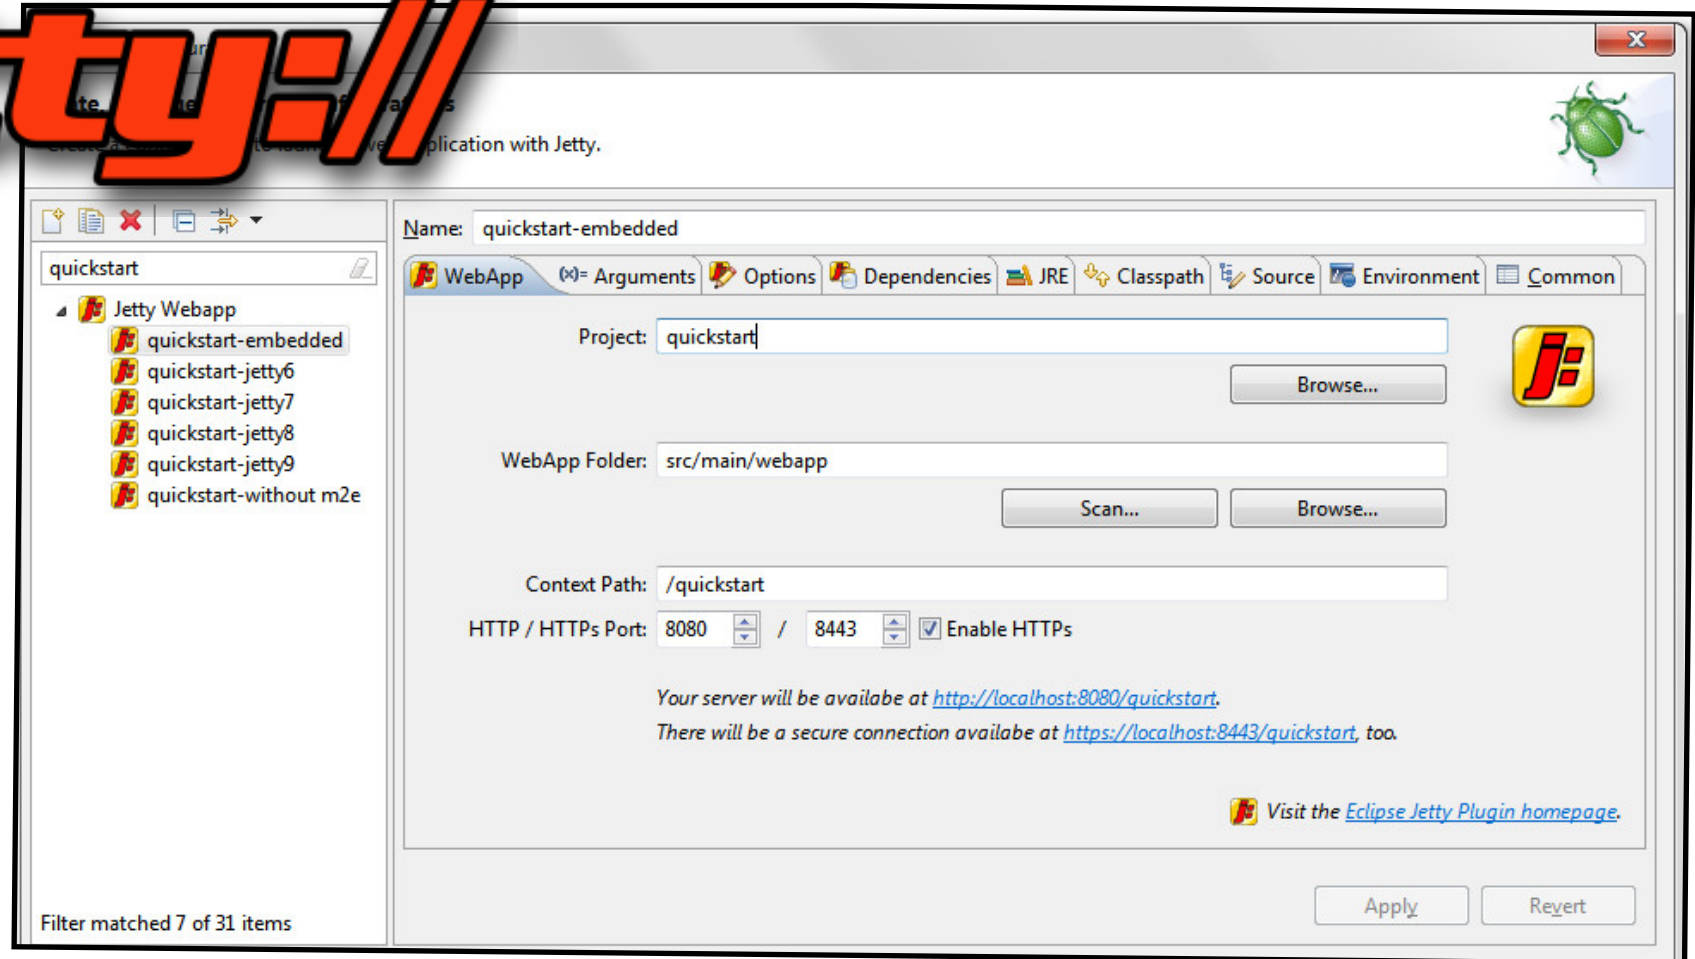 ty://
plication with Jetty.
Name: quickstart-embedded
quickstart
WebApp (x)= Arguments Options Dependencies JRE Classpath Source Environment Common
Jetty Webapp
quickstart-embedded
quickstart-jetty6
quickstart-jetty7
quickstart-jetty8
quickstart-jetty9
quickstart-without m2e
Filter matched 7 of 31 items
Project: quickstart
Browse...
WebApp Folder: src/main/webapp
Scan... Browse...
Context Path: /quickstart
HTTP / HTTPs Port: 8080 / 8443 Enable HTTPs
Your server will be availabe at http://localhost:8080/quickstart.
There will be a secure connection availabe at https://localhost:8443/quickstart, too.
Visit the Eclipse Jetty Plugin homepage.
Apply Revert